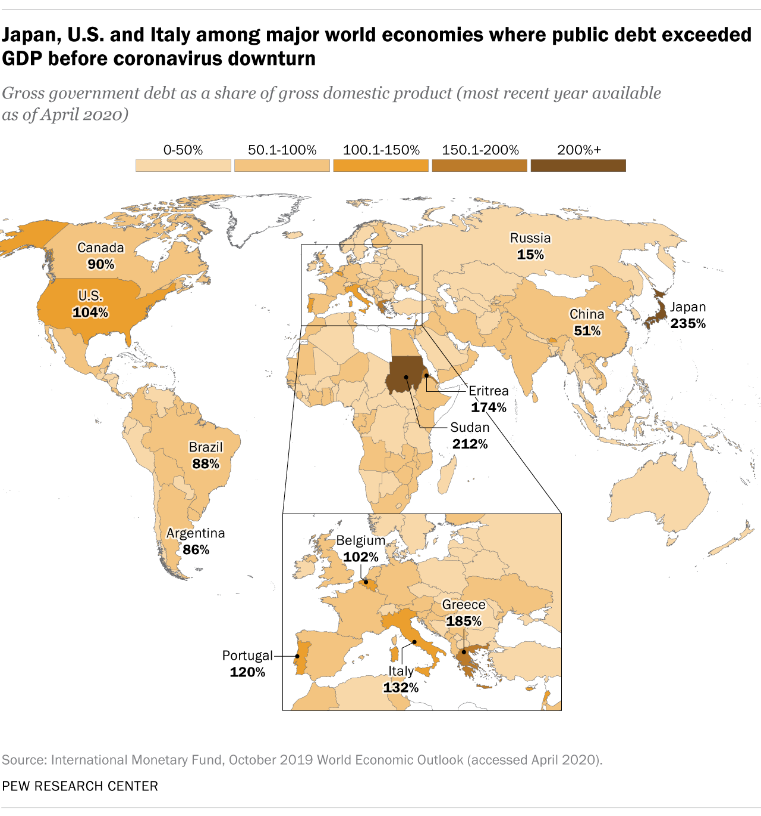 Japan, U.S. and Italy among major world economies where public debt exceeded
GDP before coronavirus downturn
Gross government debt as a share of gross domestic product (most recent year available
as of April 2020)
0-50% 50.1-100% 100.1-150% 150.1-200% 200%+
Canada
90%
U.S.
104%
Russia
15%
China
51%
Japan
235%
Eritrea
174%
Sudan
212%
Brazil
88%
Argentina
86%
Belgium
102%
Greece
185%
Portugal
120%
Italy
132%
Source: International Monetary Fund, October 2019 World Economic Outlook (accessed April 2020).
PEW RESEARCH CENTER